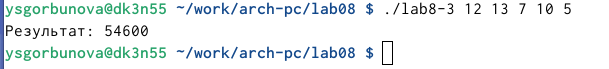 ysgorbunova@dk3n55 ~/work/arch-pc/lab08 $ ./lab8-3 12 13 7 10 5
Результат: 54600
ysgorbunova@dk3n55 ~/work/arch-pc/lab08 $